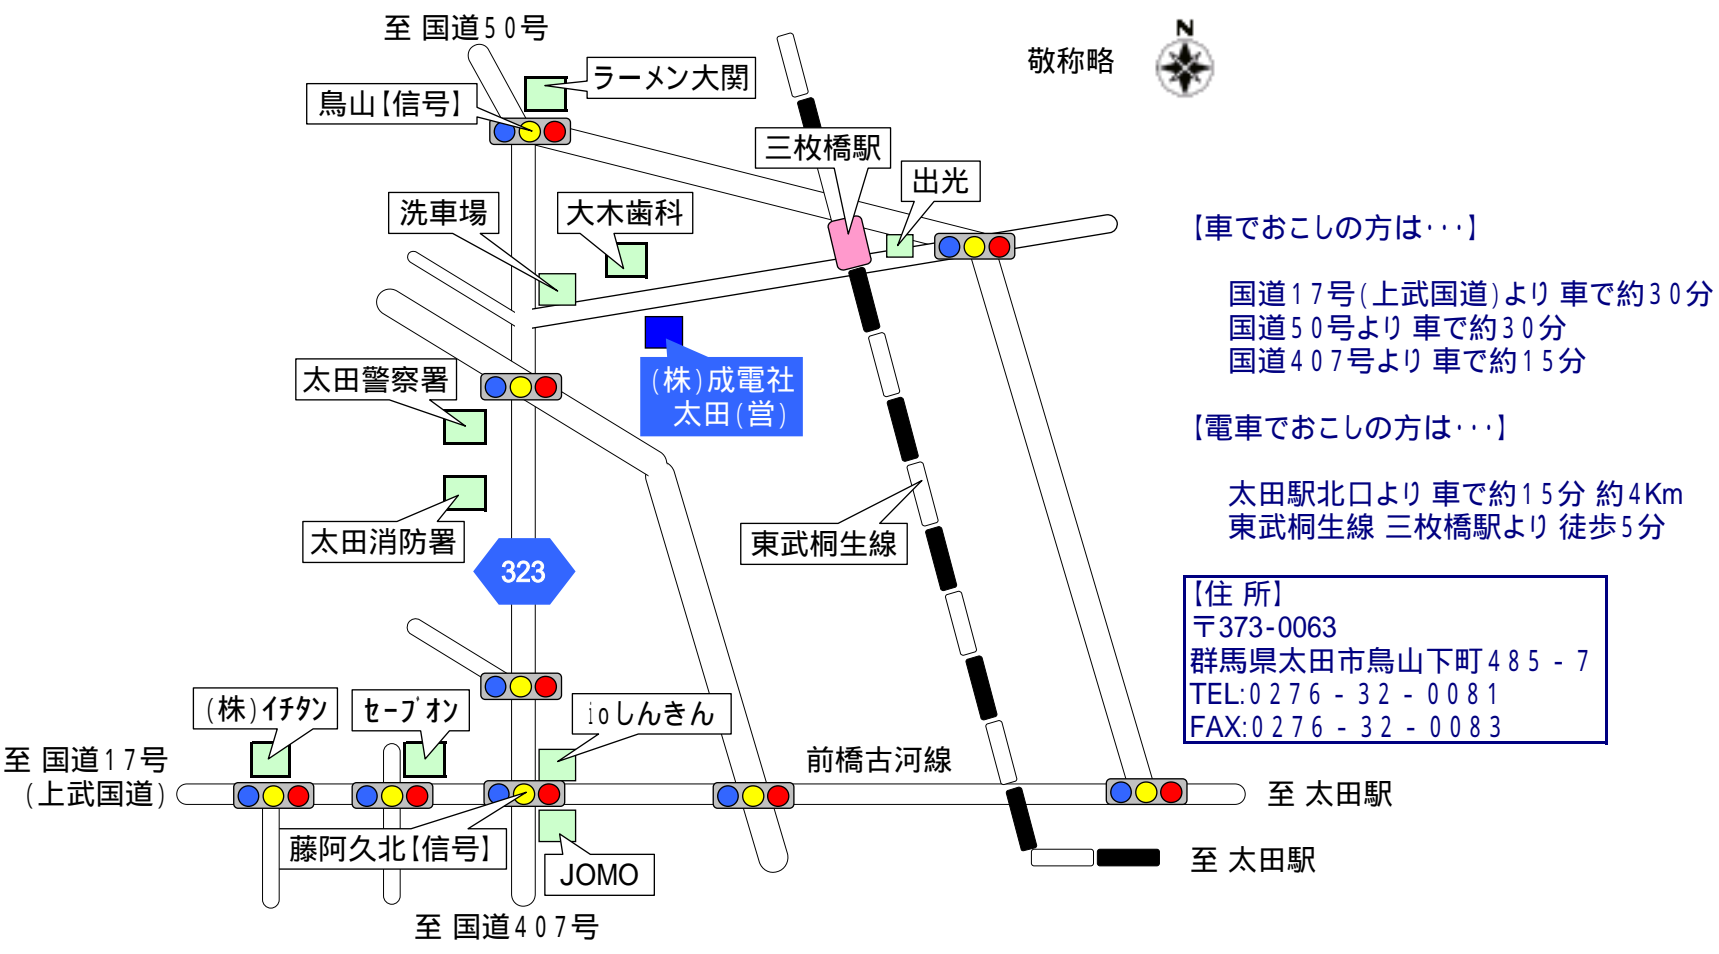 至 国道50号
N
敬称略
ラーメン大関
鳥山【信号】
三枚橋駅
出光
洗車場
大木歯科
【車でおこしの方は･･･】
国道17号(上武国道)より 車で約30分
国道50号より 車で約30分
国道407号より 車で約15分
太田警察署
(株)成電社
太田(営)
【電車でおこしの方は･･･】
太田駅北口より 車で約15分 約4Km
東武桐生線 三枚橋駅より 徒歩5分
太田消防署
東武桐生線
323
【住 所】
〒373-0063
群馬県太田市鳥山下町485-7
TEL:0276-32-0081
FAX:0276-32-0083
(株)イチタン
セーブオン
ioしんきん
前橋古河線
至 国道17号
(上武国道)
至 太田駅
藤阿久北【信号】
JOMO
至 太田駅
至 国道407号